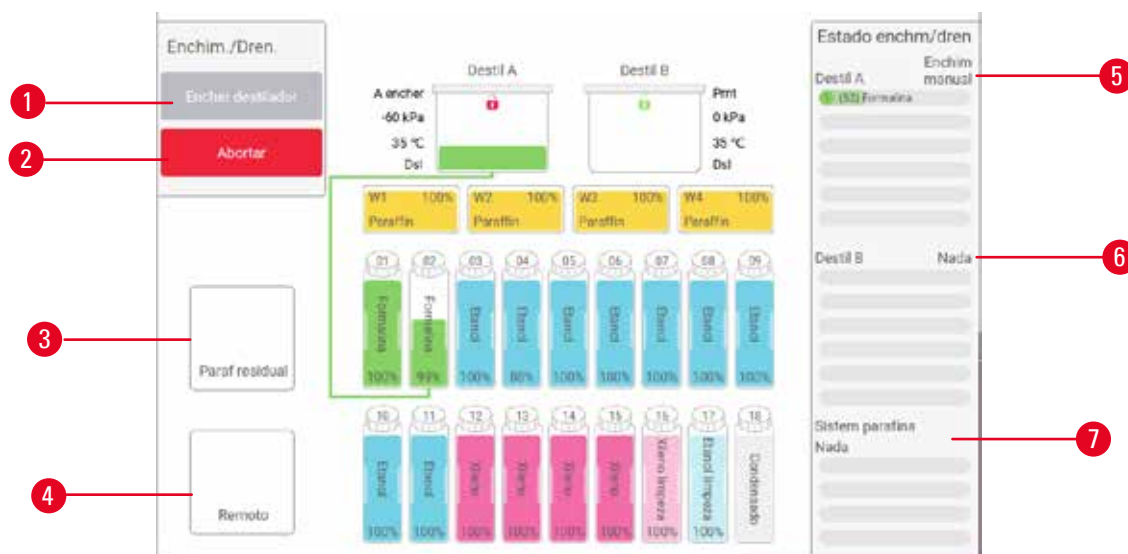 Enchim./Dren.
Encher destilador
Abortar
1
2
3
4
5
6
7
Paraf residual
Remoto
Destil A
Destil B
A encher
-60 kPa
35 °C
Dsl
Prnt
0 kPa
35 °C
Dsl
W1 100%
Paraffin
W2 100%
Paraffin
W3 100%
Paraffin
W4 100%
Paraffin
01 02 03 04 05 06 07 08 09
Formalina Formalina Etanol Etanol Etanol Etanol Etanol Etanol Etanol
100% 99% 100% 88% 100% 100% 100% 100% 100%
10 11 12 13 14 15 16 17 18
Etanol Etanol Xileno Xileno Xileno Xileno Xileno limpeza Etanol limpeza Condensado
100% 100% 100% 100% 100% 100% 100% 100%
Estado enchm/dren
Enchim
Destil A manual
(S2) Formalina
Destil B Nada
Sistem parafina
Nada